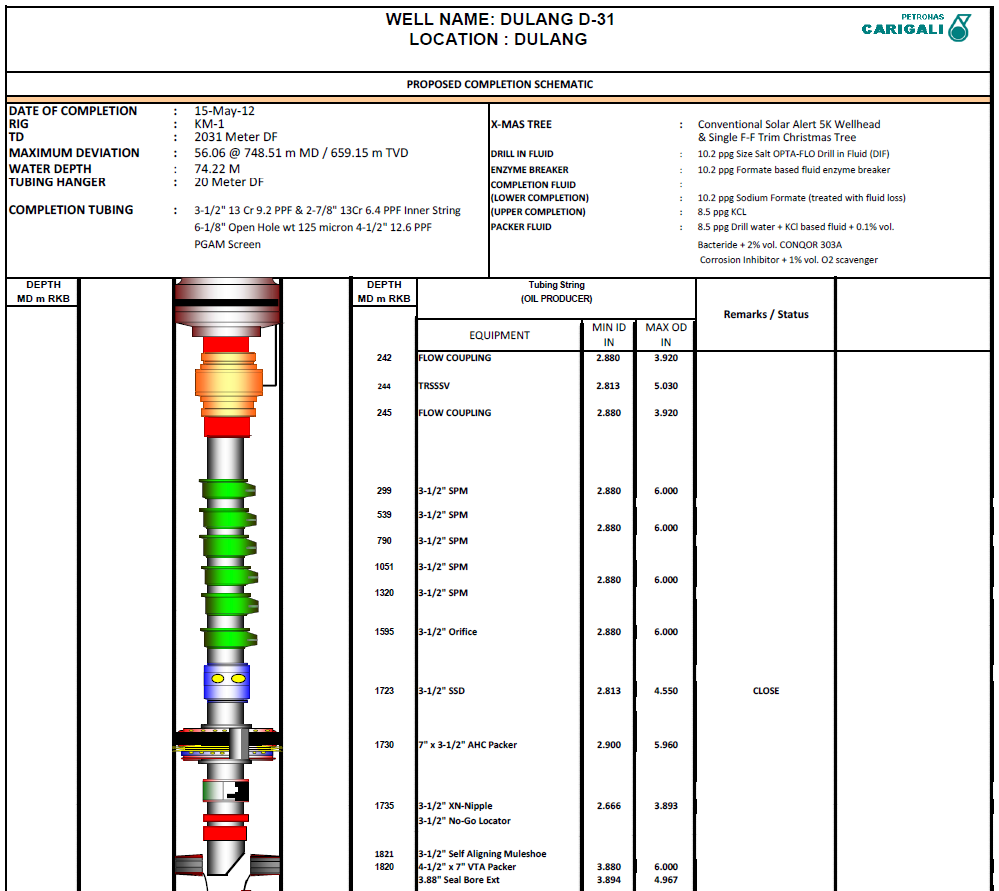 WELL NAME: DULANG D-31
LOCATION : DULANG
PETRONAS
CARIGALI
PROPOSED COMPLETION SCHEMATIC
DATE OF COMPLETION : 15-May-12
RIG : KM-1
TD : 2031 Meter DF
MAXIMUM DEVIATION : 56.06 @ 748.51 m MD / 659.15 m TVD
WATER DEPTH : 74.22 M
TUBING HANGER : 20 Meter DF
COMPLETION TUBING : 3-1/2" 13 Cr 9.2 PPF & 2-7/8" 13Cr 6.4 PPF Inner String
6-1/8" Open Hole wt 125 micron 4-1/2" 12.6 PPF
PGAM Screen
X-MAS TREE : Conventional Solar Alert 5K Wellhead
& Single F-F Trim Christmas Tree
DRILL IN FLUID : 10.2 ppg Size Salt OPTA-FLO Drill in Fluid (DIF)
ENZYME BREAKER : 10.2 ppg Formate based fluid enzyme breaker
COMPLETION FLUID :
(LOWER COMPLETION) : 10.2 ppg Sodium Formate (treated with fluid loss)
(UPPER COMPLETION) : 8.5 ppg KCL
PACKER FLUID : 8.5 ppg Drill water + KCl based fluid + 0.1% vol.
Bactericide + 2% vol. CONQOR 303A
Corrosion Inhibitor + 1% vol. O2 scavenger
DEPTH
MD m RKB
DEPTH
MD m RKB
Tubing String
(OIL PRODUCER)
Remarks / Status
EQUIPMENT
MIN ID
IN
MAX OD
IN
242 FLOW COUPLING 2.880 3.920
244 TRSSSV 2.813 5.030
245 FLOW COUPLING 2.880 3.920
299 3-1/2" SPM 2.880 6.000
539 3-1/2" SPM
2.880 6.000
790 3-1/2" SPM
1051 3-1/2" SPM
2.880 6.000
1320 3-1/2" SPM
1595 3-1/2" Orifice 2.880 6.000
1723 3-1/2" SSD 2.813 4.550 CLOSE
1730 7" x 3-1/2" AHC Packer 2.900 5.960
1735 3-1/2" XN-Nipple 2.666 3.893
3-1/2" No-Go Locator
1821 3-1/2" Self Aligning Muleshoe
1820 4-1/2" x 7" VTA Packer 3.880 6.000
3.88" Seal Bore Ext 3.894 4.967